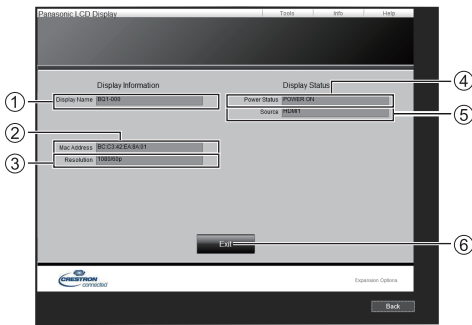 Panasonic LCD Display Tools Info Help
Display Information
Display Status
① Display Name BQ1-000
Power Status POWER ON ④
Source HDMI1 ⑤
② Mac Address BC:C3:42:EA:8A:01
③ Resolution 1080/60p
Exit ⑥
CRESTRON
connected
Expansion Options
Back